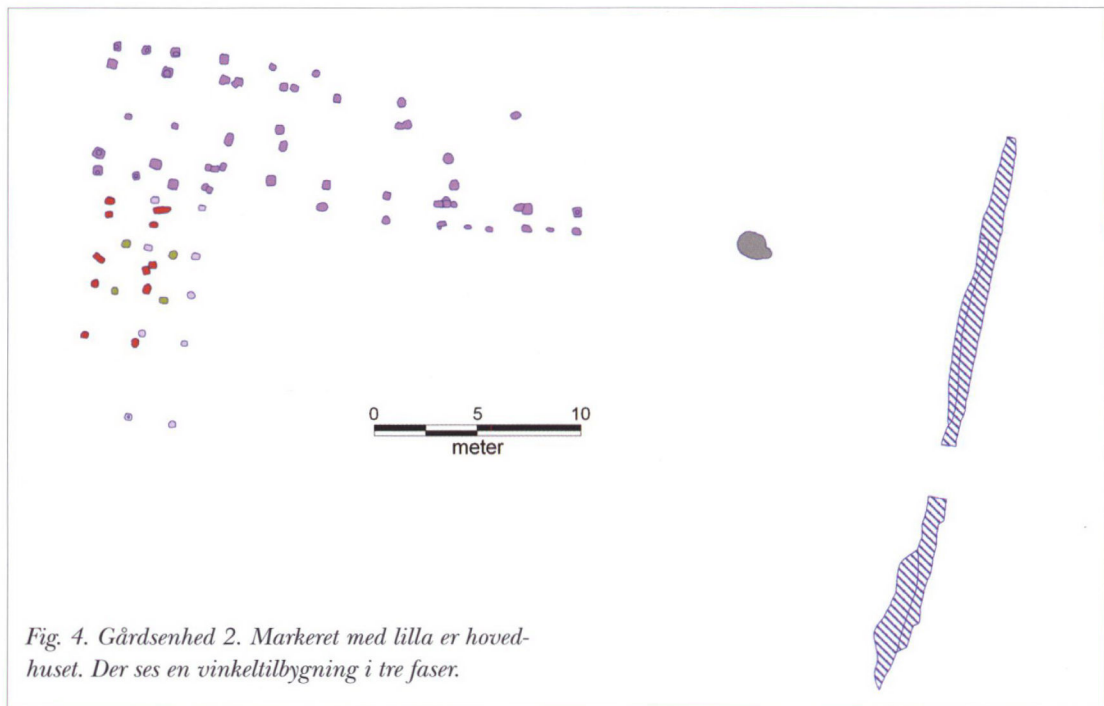 0 5 10
meter
Fig. 4. Gårdsenhed 2. Markeret med lilla er hoved-
huset. Der ses en vinkeltilbygning i tre faser.